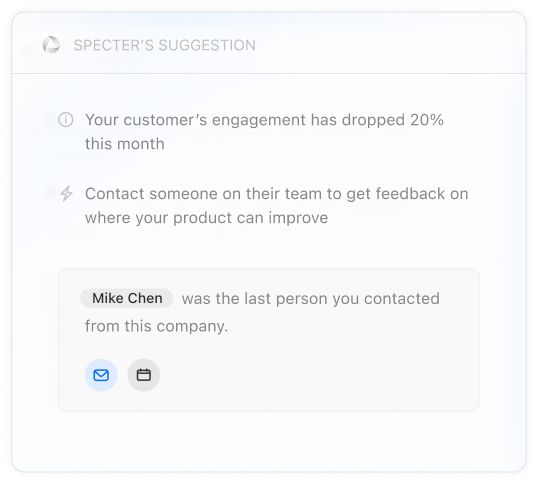 SPECTER’S SUGGESTION
Your customer’s engagement has dropped 20%
this month
Contact someone on their team to get feedback on
where your product can improve
Mike Chen was the last person you contacted
from this company.